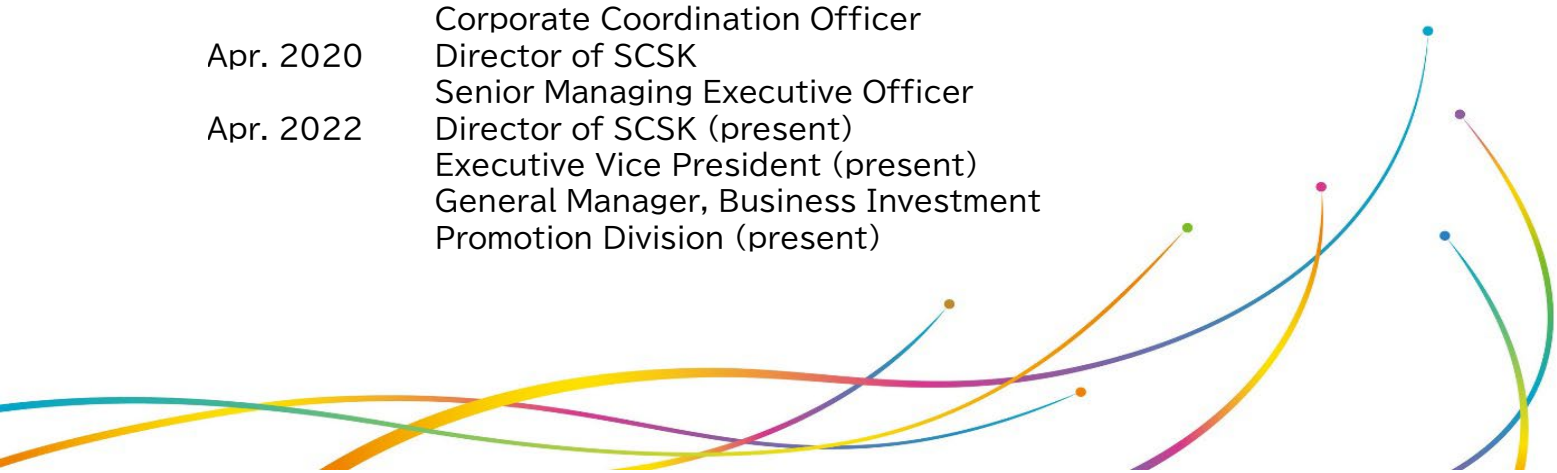 Corporate Coordination Officer
Apr. 2020 Director of SCSK
Senior Managing Executive Officer
Apr. 2022 Director of SCSK (present)
Executive Vice President (present)
General Manager, Business Investment
Promotion Division (present)